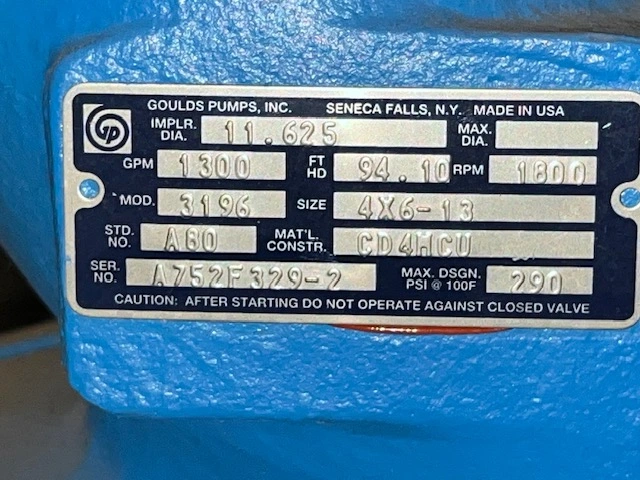 GOULDS PUMPS, INC. SENECA FALLS, N.Y. MADE IN USA
IMPLR. DIA. 11.625 MAX. DIA.
GPM 1300 FT HD 94.10 RPM 1800
MOD. 3196 SIZE 4X6-13
STD. NO. A80 MAT'L. CONSTR. CD4MCU
SER. NO. A752F329-2 MAX. DSGN. PSI @ 100F 290
CAUTION: AFTER STARTING DO NOT OPERATE AGAINST CLOSED VALVE